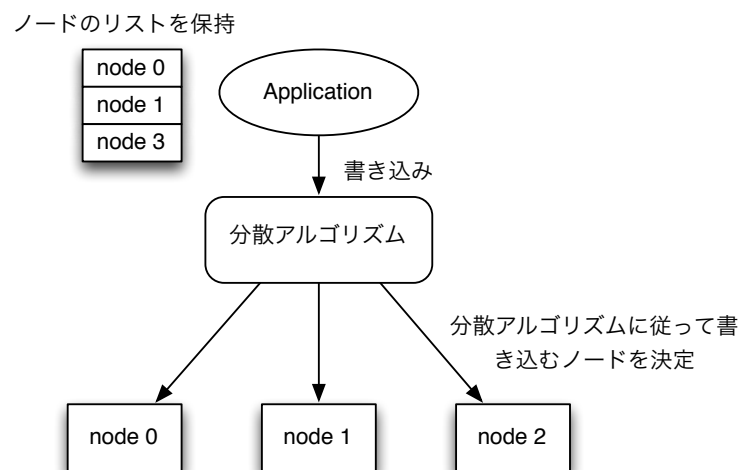 ノードのリストを保持
node 0
node 1
node 3
Application
書き込み
分散アルゴリズム
分散アルゴリズムに従って書
き込むノードを決定
node 0
node 1
node 2